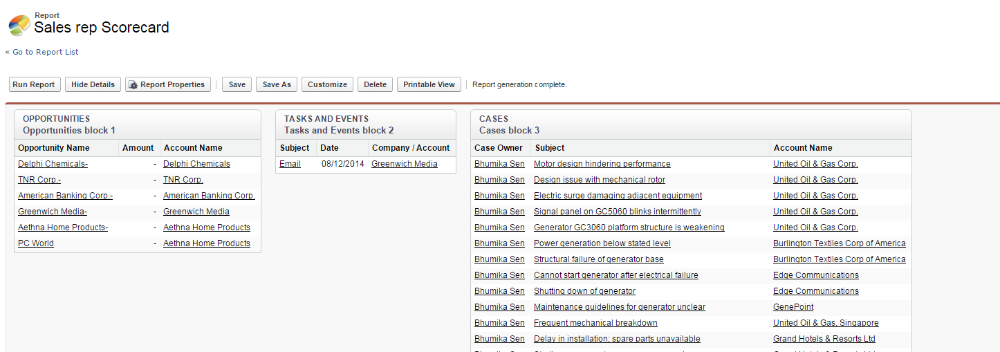 Report
Sales rep Scorecard
« Go to Report List
Run Report Hide Details Report Properties Save Save As Customize Delete Printable View Report generation complete.
OPPORTUNITIES
Opportunities block 1
Opportunity Name Amount Account Name
Delphi Chemicals- - Delphi Chemicals
TNR Corp.- - TNR Corp.
American Banking Corp.- - American Banking Corp.
Greenwich Media- - Greenwich Media
Aethna Home Products- - Aethna Home Products
PC World - Aethna Home Products
TASKS AND EVENTS
Tasks and Events block 2
Subject Date Company / Account
Email 08/12/2014 Greenwich Media
CASES
Cases block 3
Case Owner Subject Account Name
Bhumika Sen Motor design hindering performance United Oil & Gas Corp.
Bhumika Sen Design issue with mechanical rotor United Oil & Gas Corp.
Bhumika Sen Electric surge damaging adjacent equipment United Oil & Gas Corp.
Bhumika Sen Signal panel on GC5060 blinks intermittently United Oil & Gas Corp.
Bhumika Sen Generator GC3060 platform structure is weakening United Oil & Gas Corp.
Bhumika Sen Power generation below stated level Burlington Textiles Corp of America
Bhumika Sen Structural failure of generator base Burlington Textiles Corp of America
Bhumika Sen Cannot start generator after electrical failure Edge Communications
Bhumika Sen Shutting down of generator Edge Communications
Bhumika Sen Maintenance guidelines for generator unclear GenePoint
Bhumika Sen Frequent mechanical breakdown United Oil & Gas, Singapore
Bhumika Sen Delay in installation; spare parts unavailable Grand Hotels & Resorts Ltd